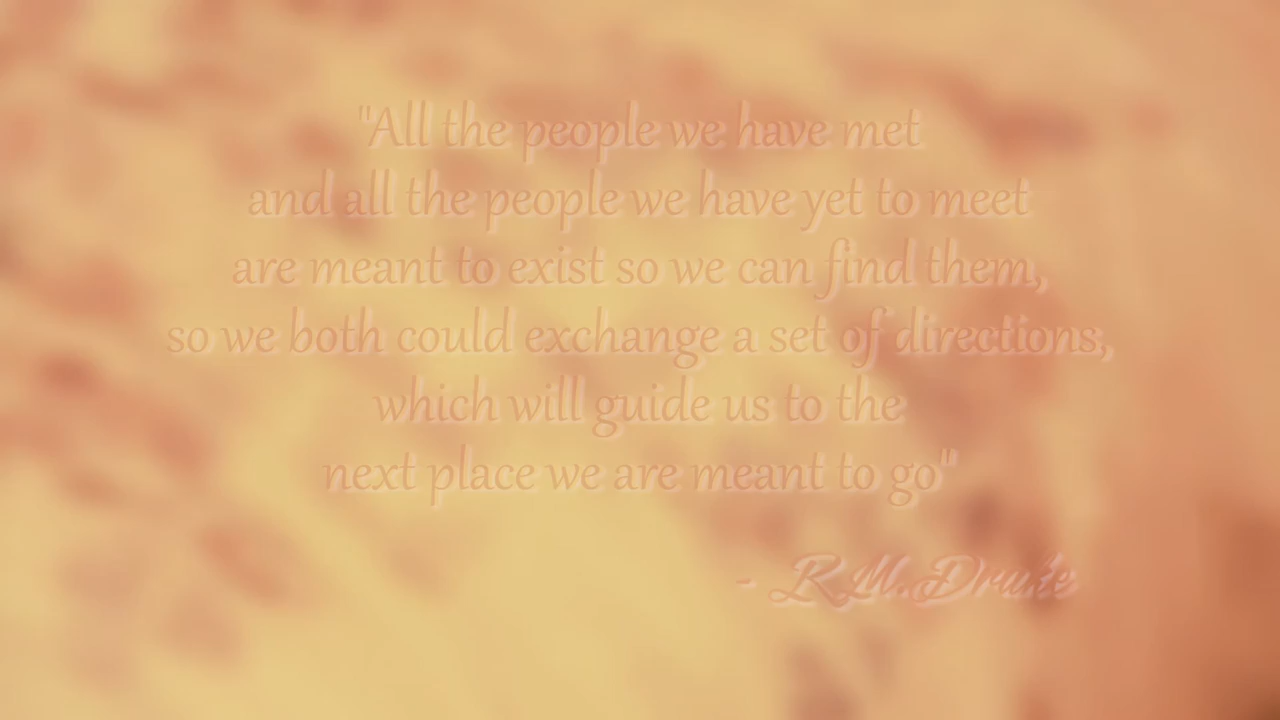 "All the people we have met
and all the people we have yet to meet
are meant to exist so we can find them,
so we both could exchange a set of directions,
which will guide us to the
next place we are meant to go"
- R.M. Drake